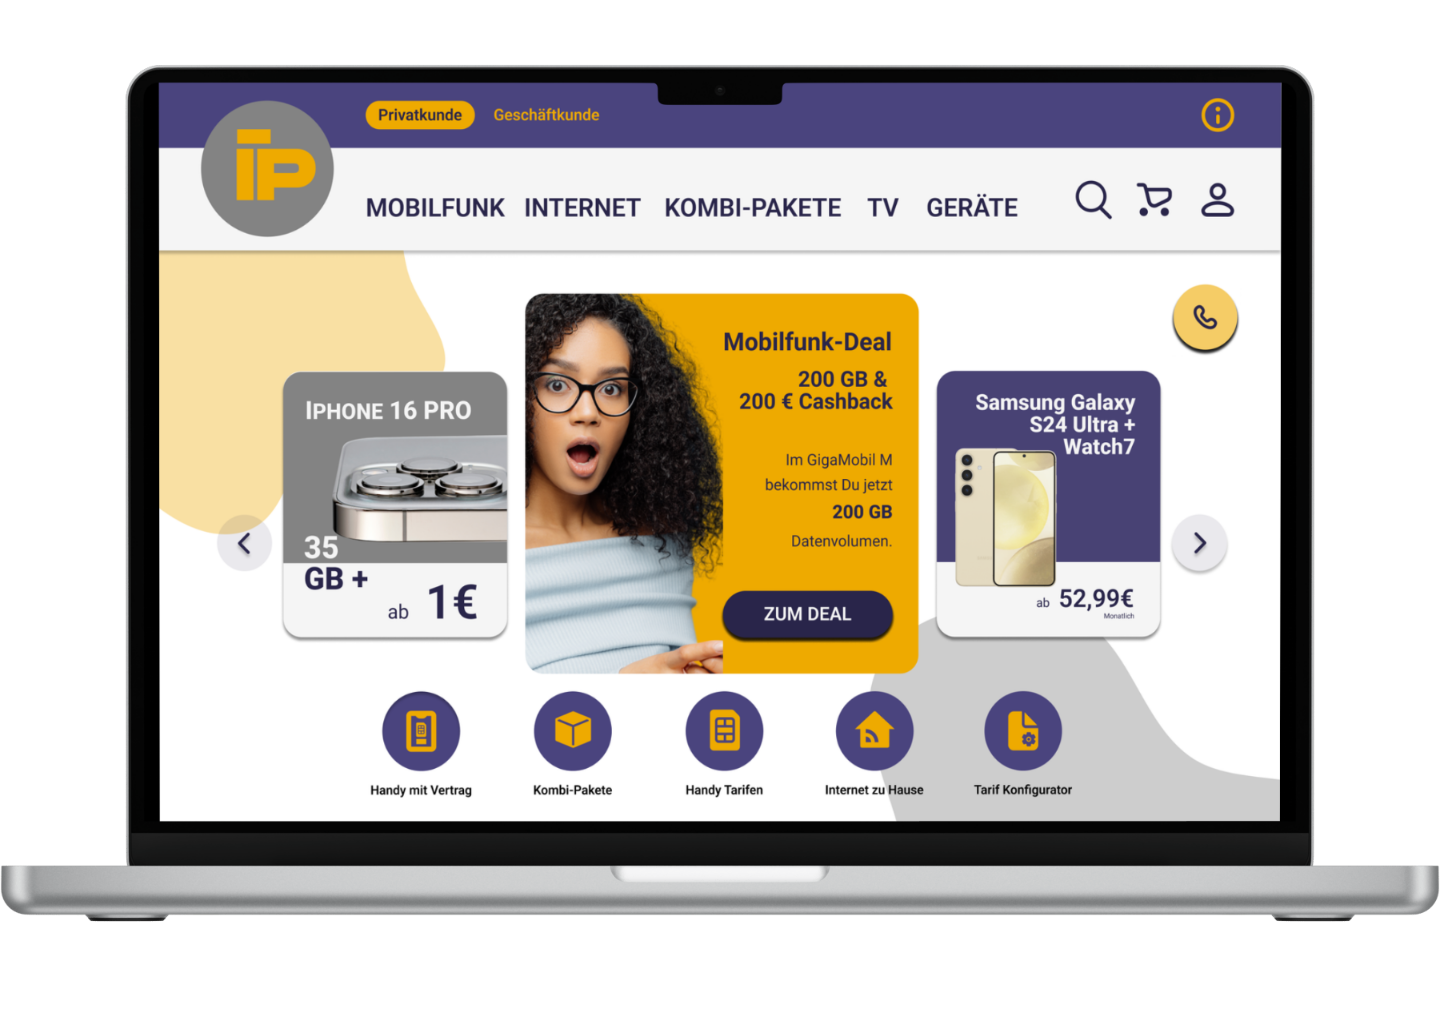 Privatkunde Geschäftkunde
IP
MOBILFUNK INTERNET KOMBI-PAKETE TV GERÄTE
IPHONE 16 PRO
35
GB +
ab 1€
Mobilfunk-Deal
200 GB &
200 € Cashback
Im GigaMobil M
bekommst Du jetzt
200 GB
Datenvolumen.
ZUM DEAL
Samsung Galaxy
S24 Ultra +
Watch7
ab 52,99€
Monatlich
Handy mit Vertrag
Kombi-Pakete
Handy Tarifen
Internet zu Hause
Tarif Konfigurator